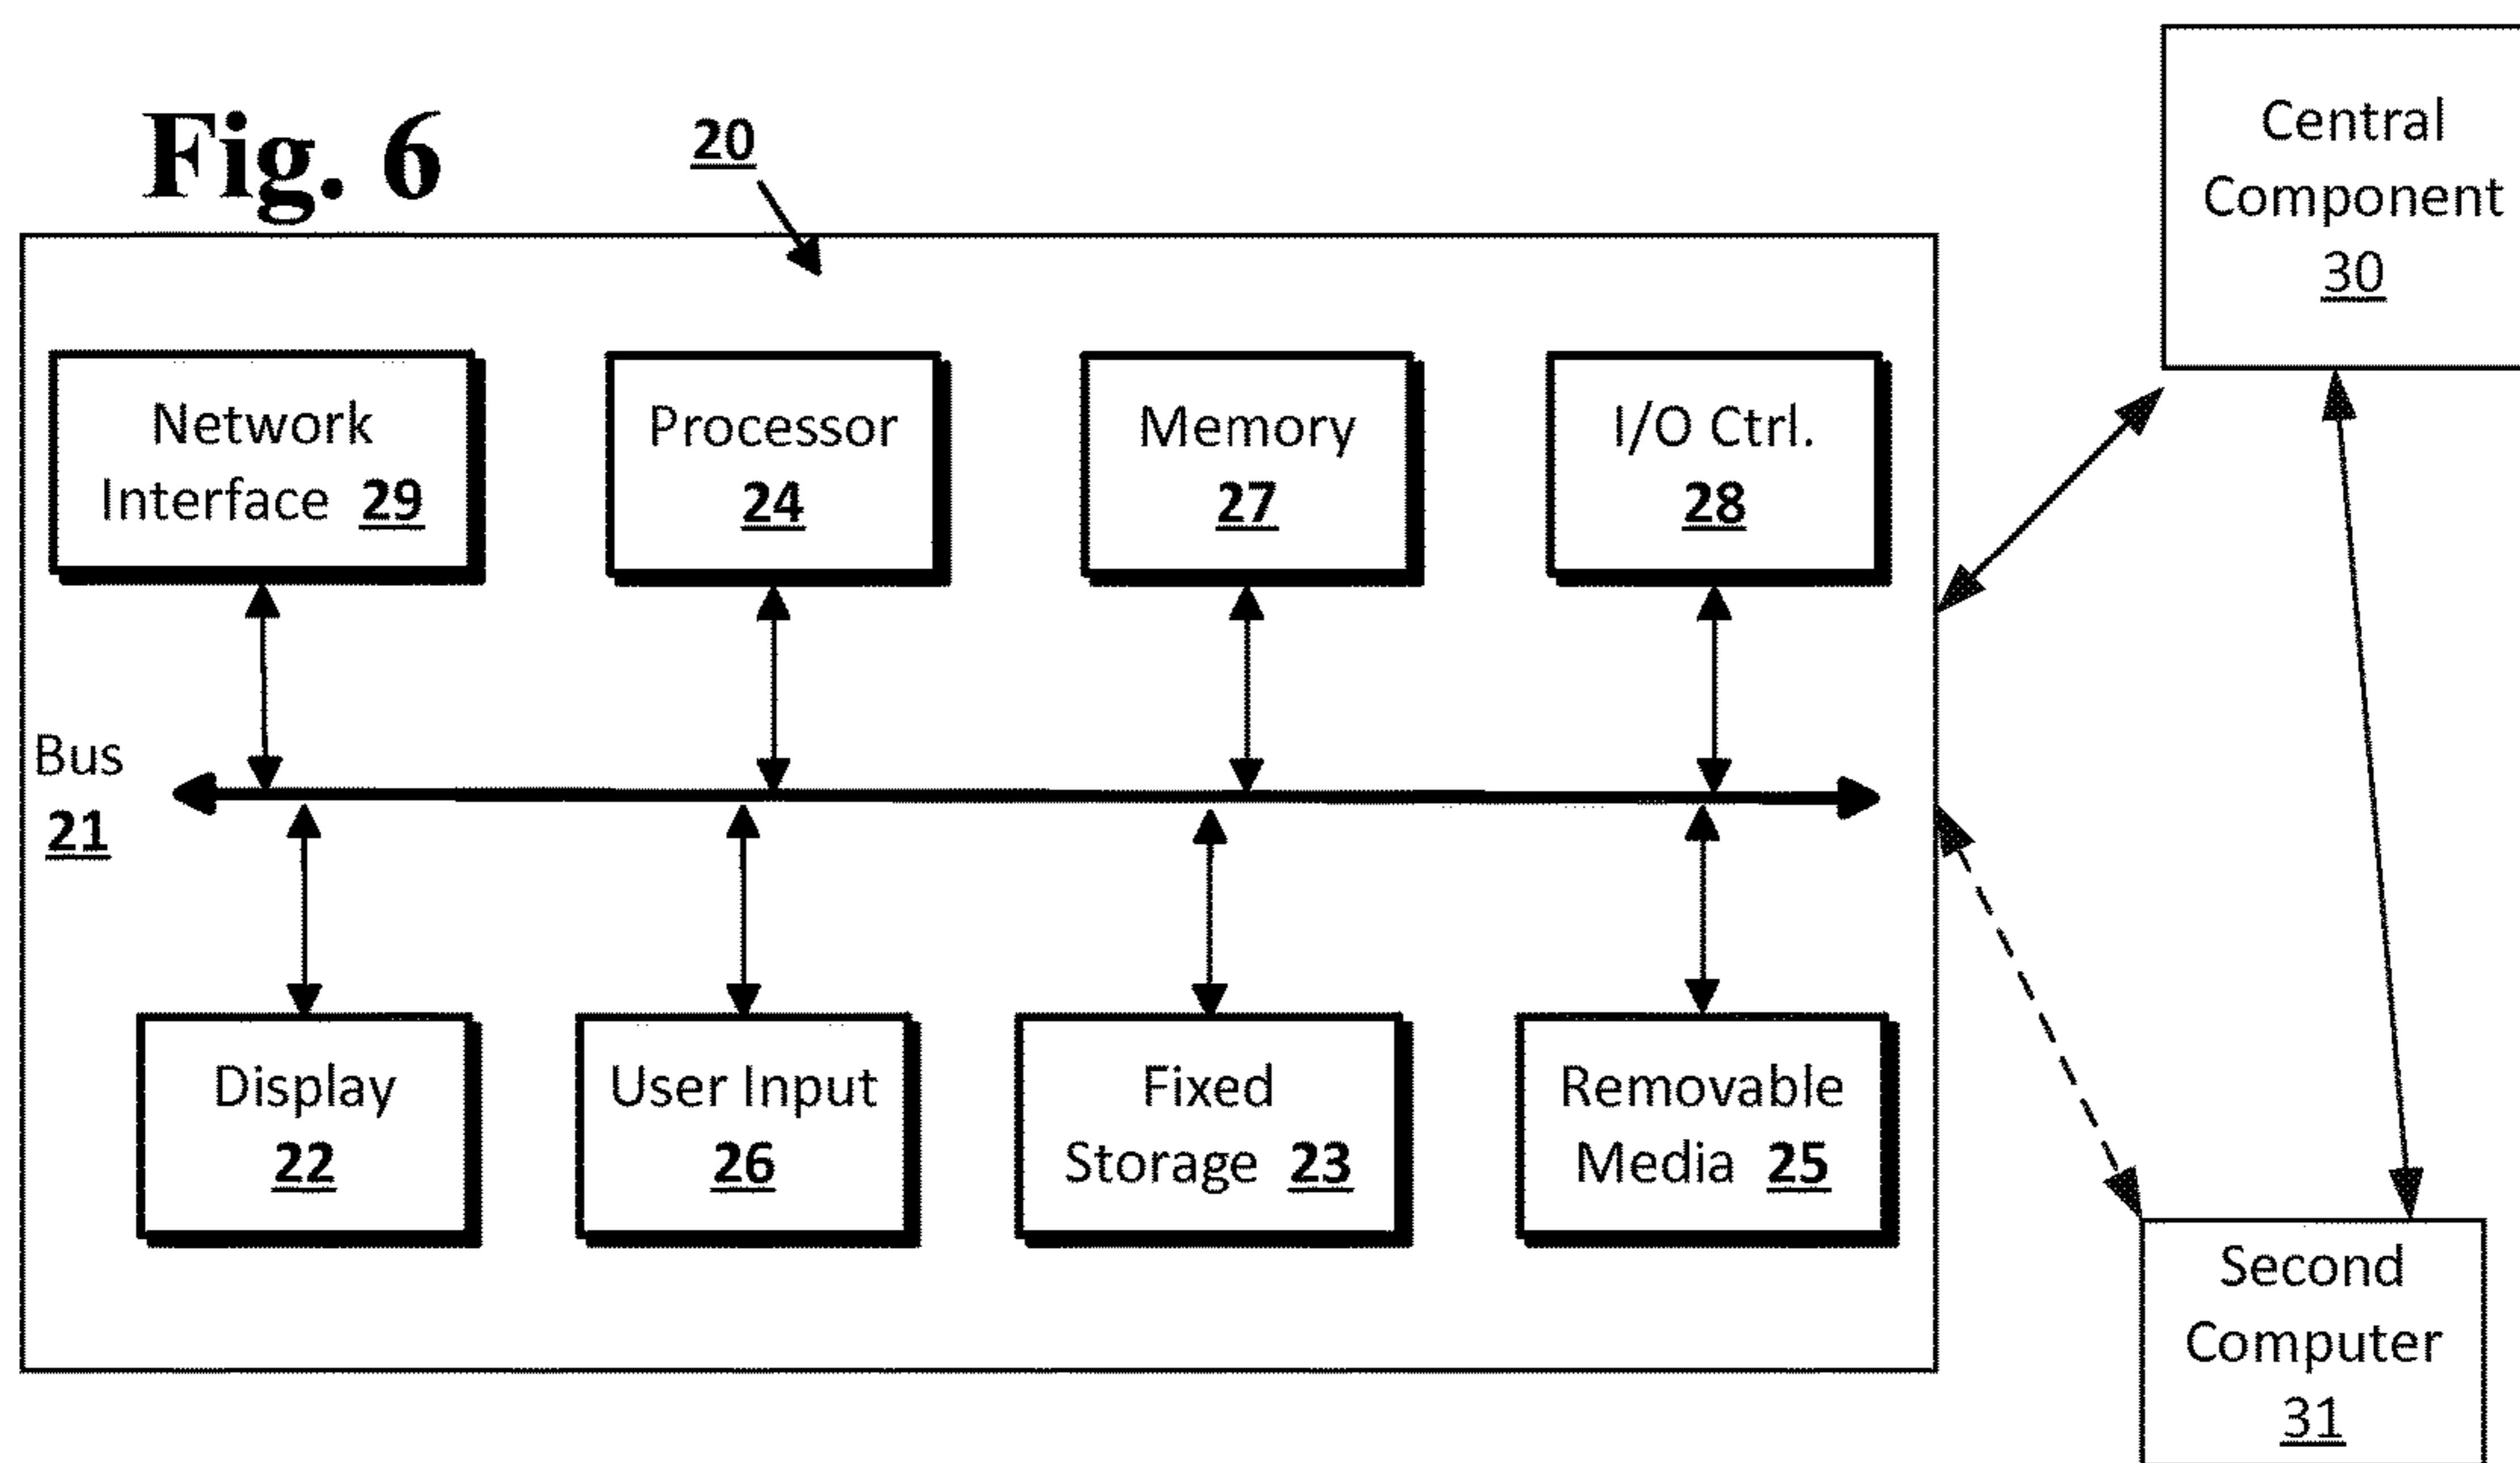 Fig. 6
20
Central
Component
30
Network
Interface 29
Processor
24
Memory
27
I/O Ctrl.
28
Bus
21
Display
22
User Input
26
Fixed
Storage 23
Removable
Media 25
Second
Computer
31